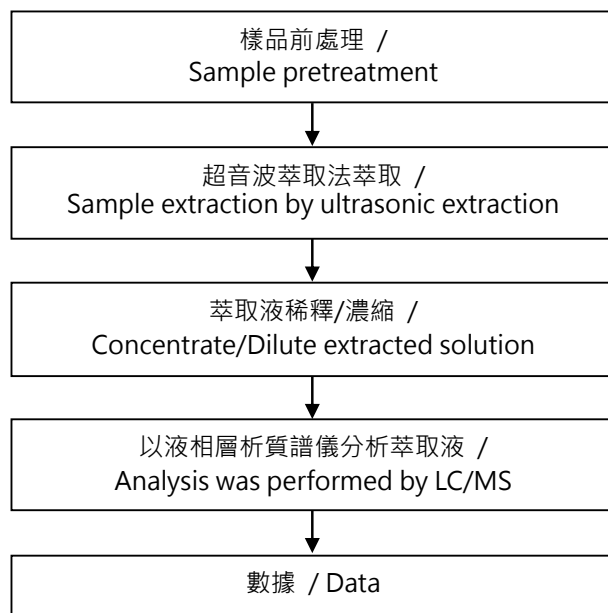 樣品前處理 /
Sample pretreatment
超音波萃取法萃取 /
Sample extraction by ultrasonic extraction
萃取液稀釋/濃縮 /
Concentrate/Dilute extracted solution
以液相層析質譜儀分析萃取液 /
Analysis was performed by LC/MS
數據 / Data